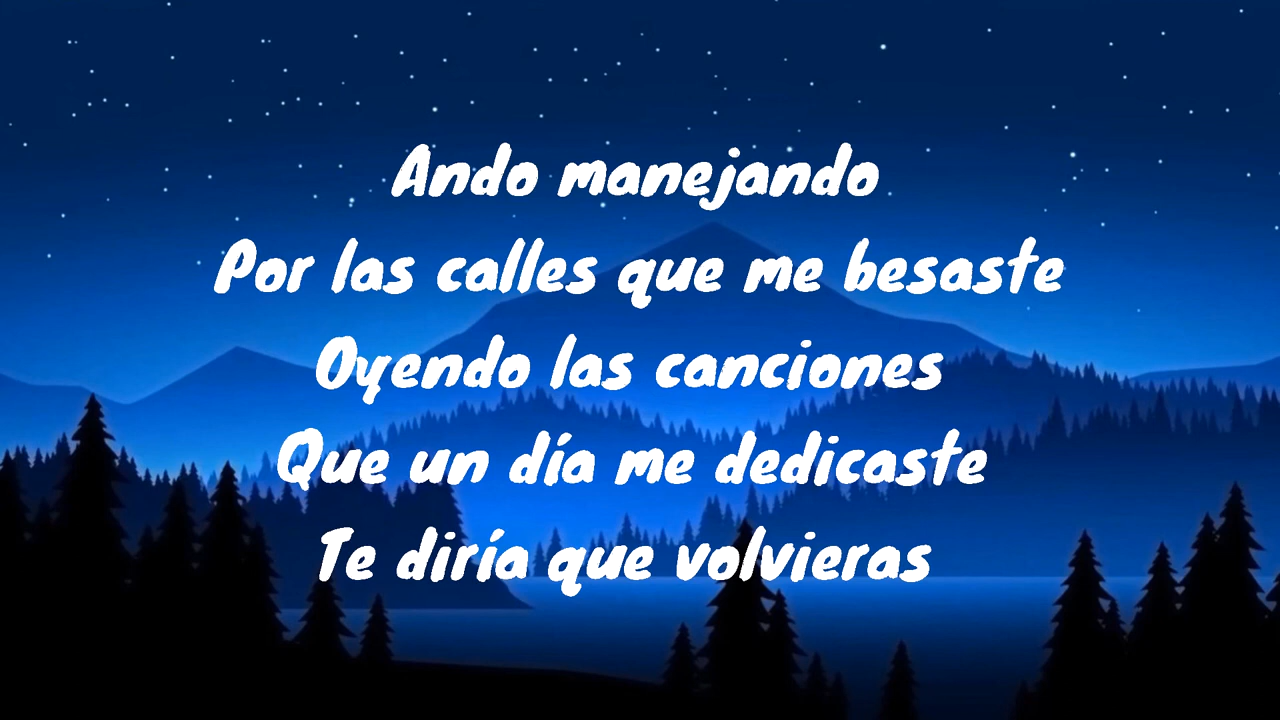 Ando manejando
Por las calles que me besaste
Oyendo las canciones
Que un día me dedicaste
Te diría que volvieras